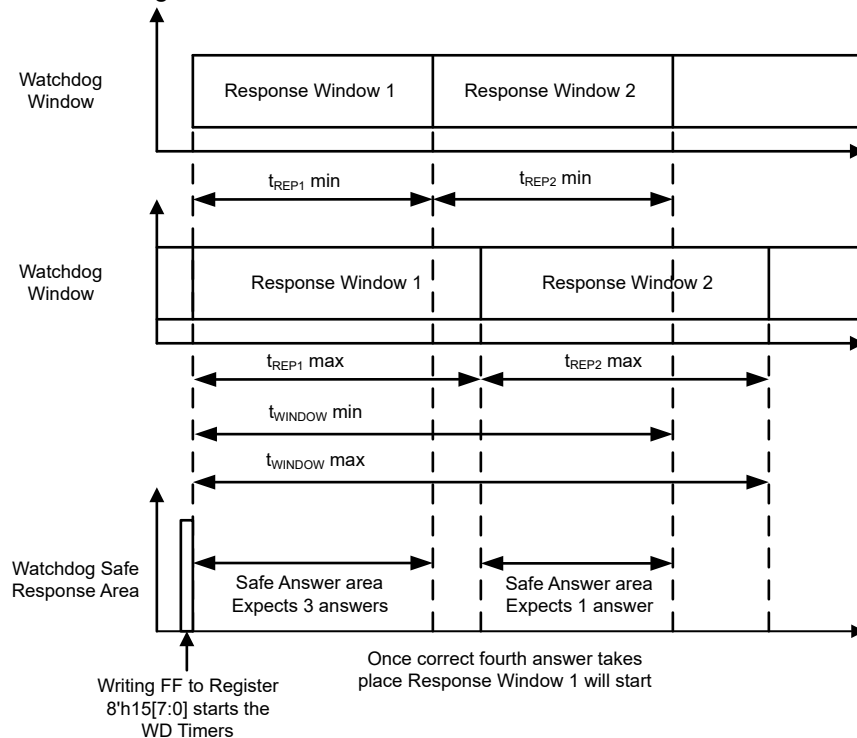 Watchdog
Window
Response Window 1
Response Window 2
tREP1 min
tREP2 min
Watchdog
Window
Response Window 1
Response Window 2
tREP1 max
tREP2 max
tWINDOW min
tWINDOW max
Watchdog Safe
Response Area
Safe Answer area
Expects 3 answers
Safe Answer area
Expects 1 answer
Once correct fourth answer takes
place Response Window 1 will start
Writing FF to Register
8'h15[7:0] starts the
WD Timers